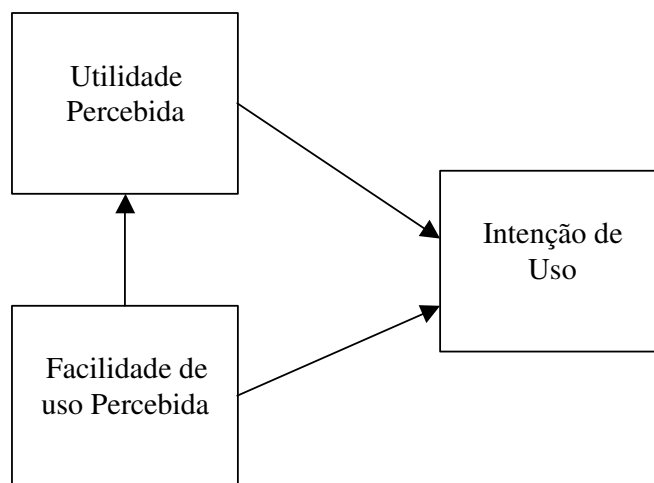 Utilidade
Percebida
Intenção de
Uso
Facilidade de
uso Percebida